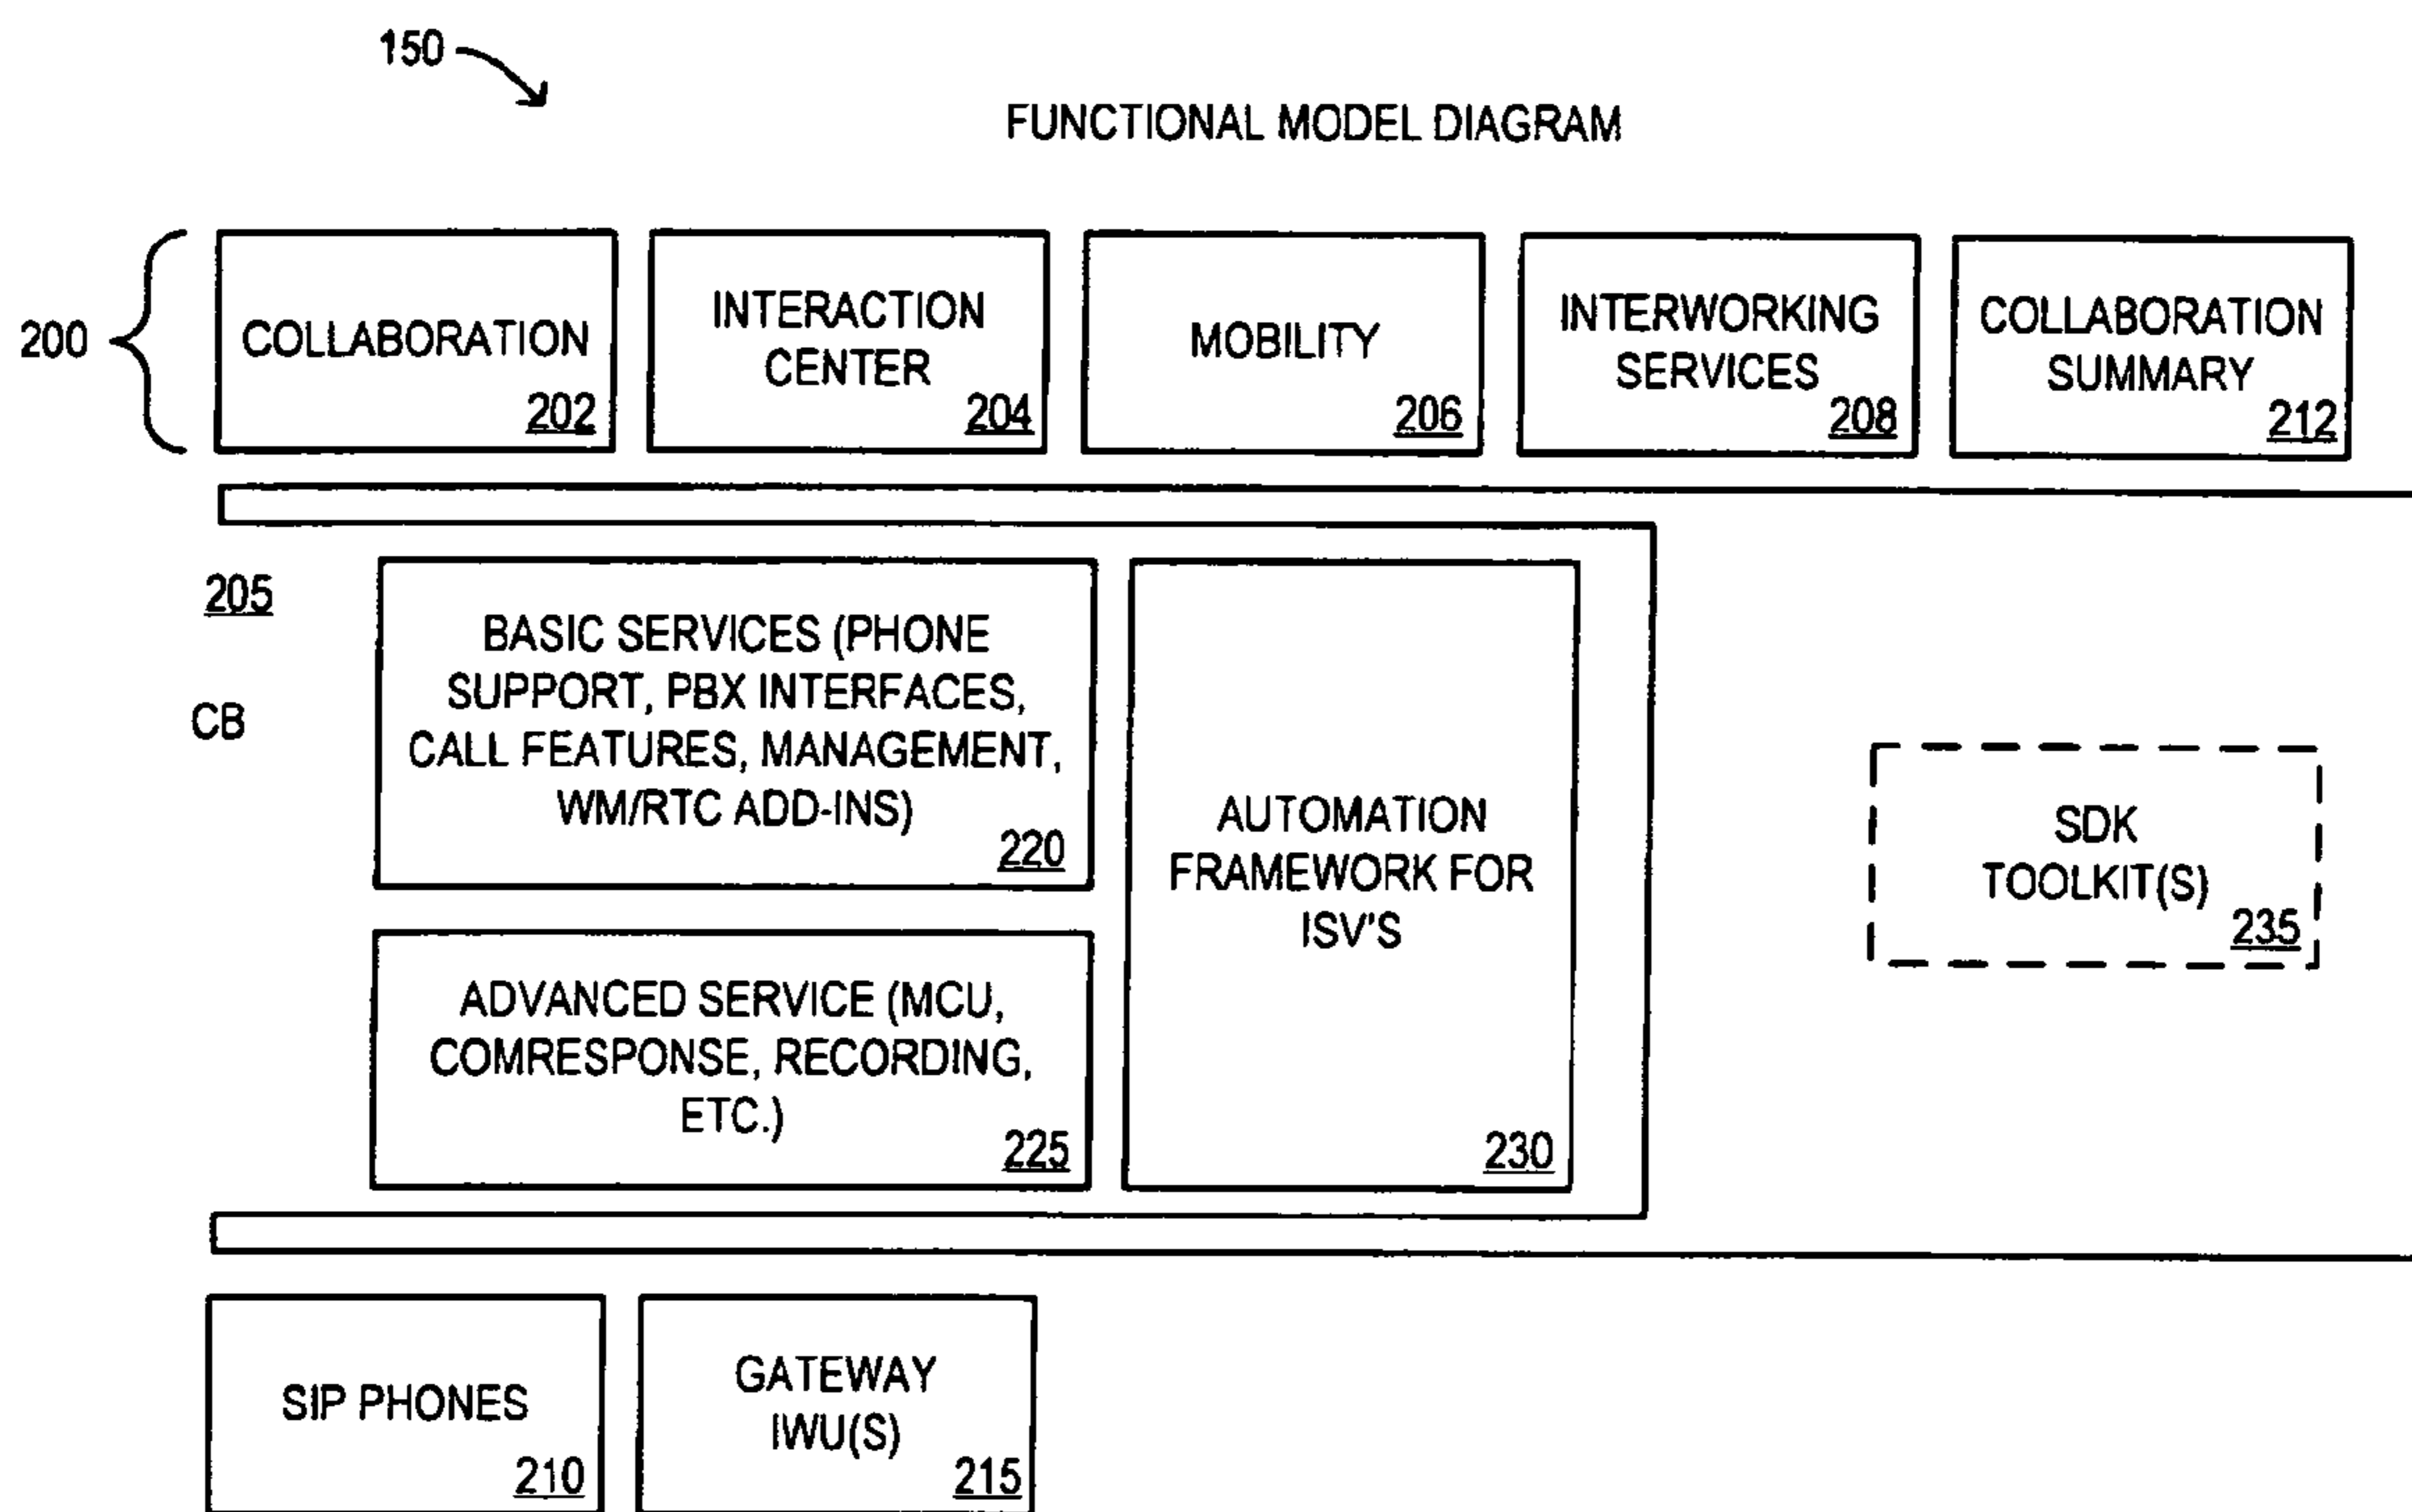 150
FUNCTIONAL MODEL DIAGRAM
200
COLLABORATION
202
INTERACTION
CENTER
204
MOBILITY
206
INTERWORKING
SERVICES
208
COLLABORATION
SUMMARY
212
205
CB
BASIC SERVICES (PHONE
SUPPORT, PBX INTERFACES,
CALL FEATURES, MANAGEMENT,
WM/RTC ADD-INS)
220
ADVANCED SERVICE (MCU,
COMRESPONSE, RECORDING,
ETC.)
225
AUTOMATION
FRAMEWORK FOR
ISV'S
230
SDK
TOOLKIT(S)
235
SIP PHONES
210
GATEWAY
IWU(S)
215